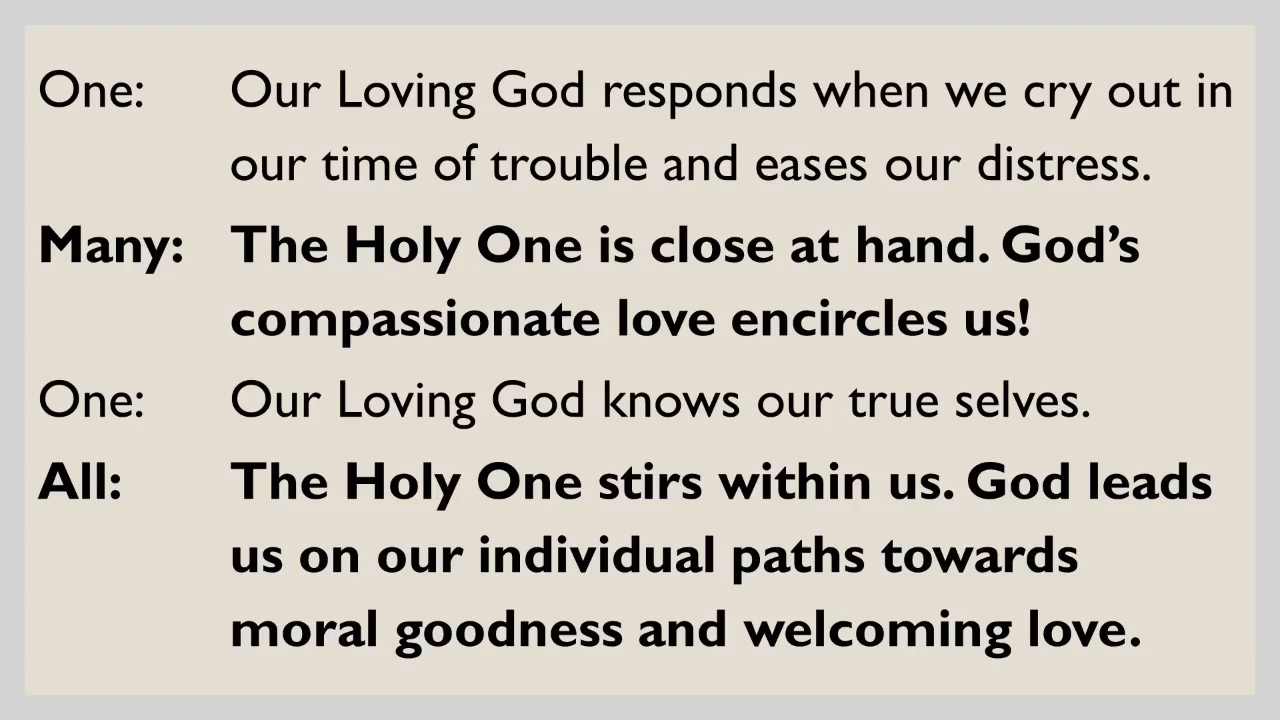 One: Our Loving God responds when we cry out in
our time of trouble and eases our distress.
Many: The Holy One is close at hand. God’s
compassionate love encircles us!
One: Our Loving God knows our true selves.
All: The Holy One stirs within us. God leads
us on our individual paths towards
moral goodness and welcoming love.